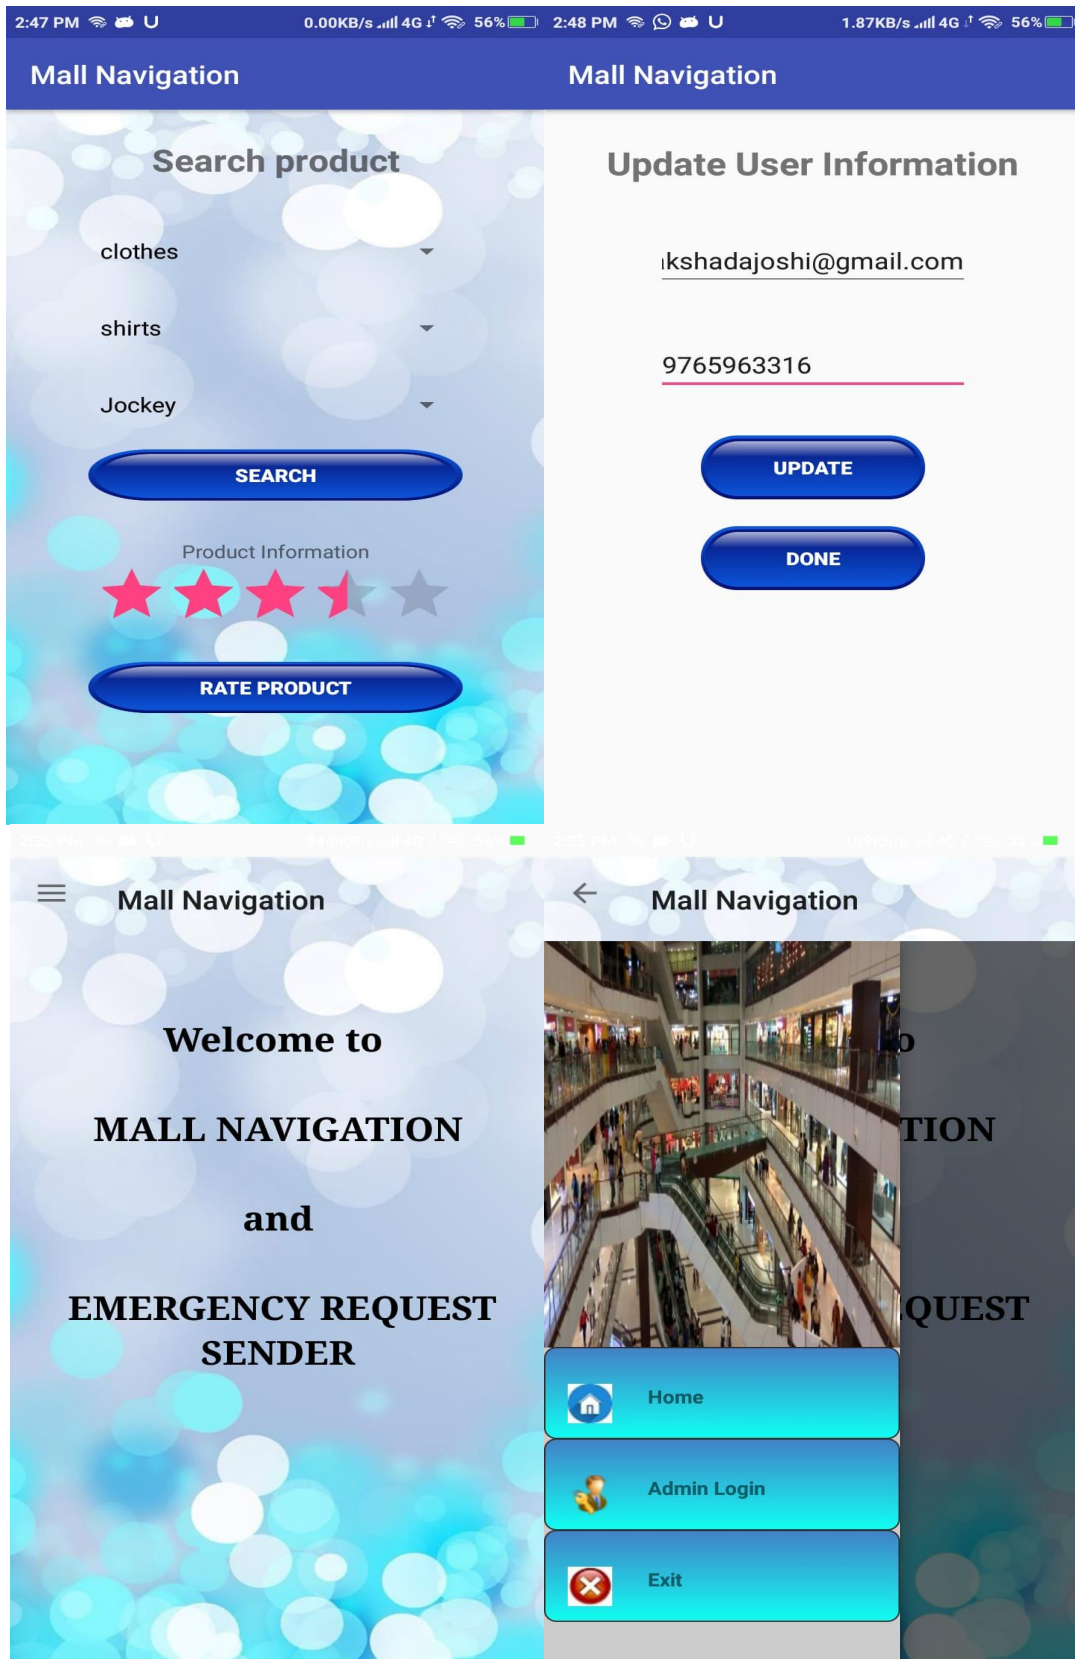 2:47 PM
0.00KB/s 4G 56%
Mall Navigation
Search product
clothes
shirts
Jockey
SEARCH
Product Information
RATE PRODUCT
2:48 PM
1.87KB/s 4G 56%
Mall Navigation
Update User Information
kshadajoshi@gmail.com
9765963316
UPDATE
DONE
Mall Navigation
Welcome to
MALL NAVIGATION
and
EMERGENCY REQUEST
SENDER
Mall Navigation
o
TION
QUEST
Home
Admin Login
Exit